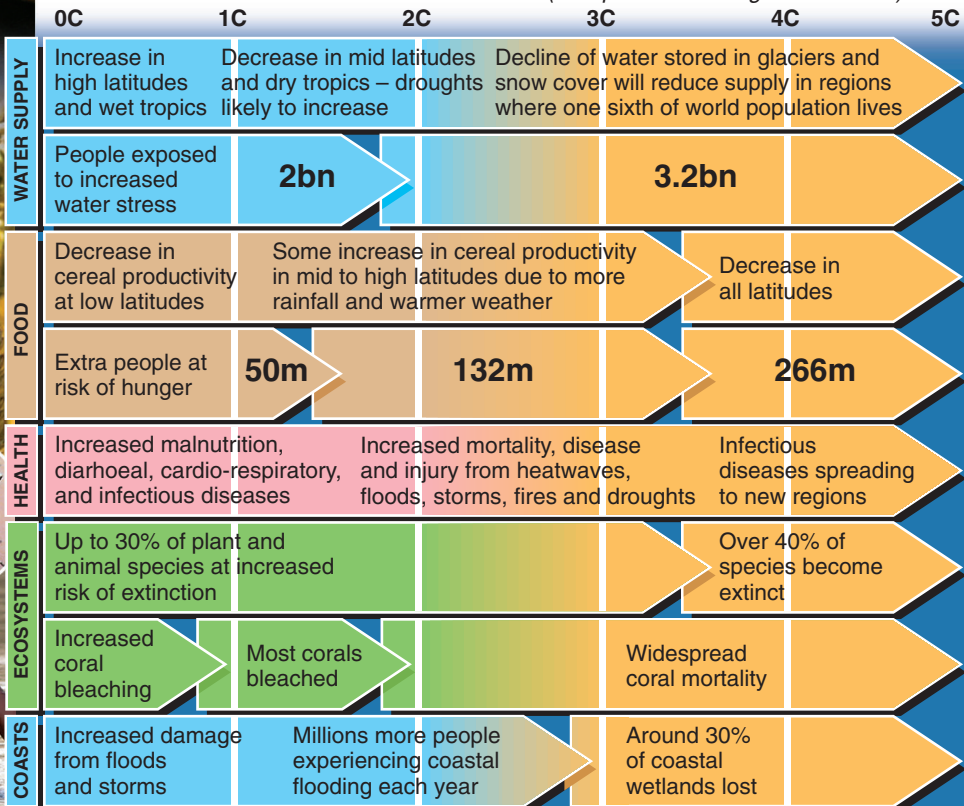 0C 1C 2C 3C 4C 5C
WATER SUPPLY
Increase in
high latitudes
and wet tropics
Decrease in mid latitudes
and dry tropics – droughts
likely to increase
Decline of water stored in glaciers and
snow cover will reduce supply in regions
where one sixth of world population lives
People exposed
to increased
water stress
2bn
3.2bn
FOOD
Decrease in
cereal productivity
at low latitudes
Some increase in cereal productivity
in mid to high latitudes due to more
rainfall and warmer weather
Decrease in
all latitudes
Extra people at
risk of hunger
50m
132m
266m
HEALTH
Increased malnutrition,
diarhoeal, cardio-respiratory,
and infectious diseases
Increased mortality, disease
and injury from heatwaves,
floods, storms, fires and droughts
Infectious
diseases spreading
to new regions
ECOSYSTEMS
Up to 30% of plant and
animal species at increased
risk of extinction
Over 40% of
species become
extinct
Increased
coral
bleaching
Most corals
bleached
Widespread
coral mortality
COASTS
Increased damage
from floods
and storms
Millions more people
experiencing coastal
flooding each year
Around 30%
of coastal
wetlands lost